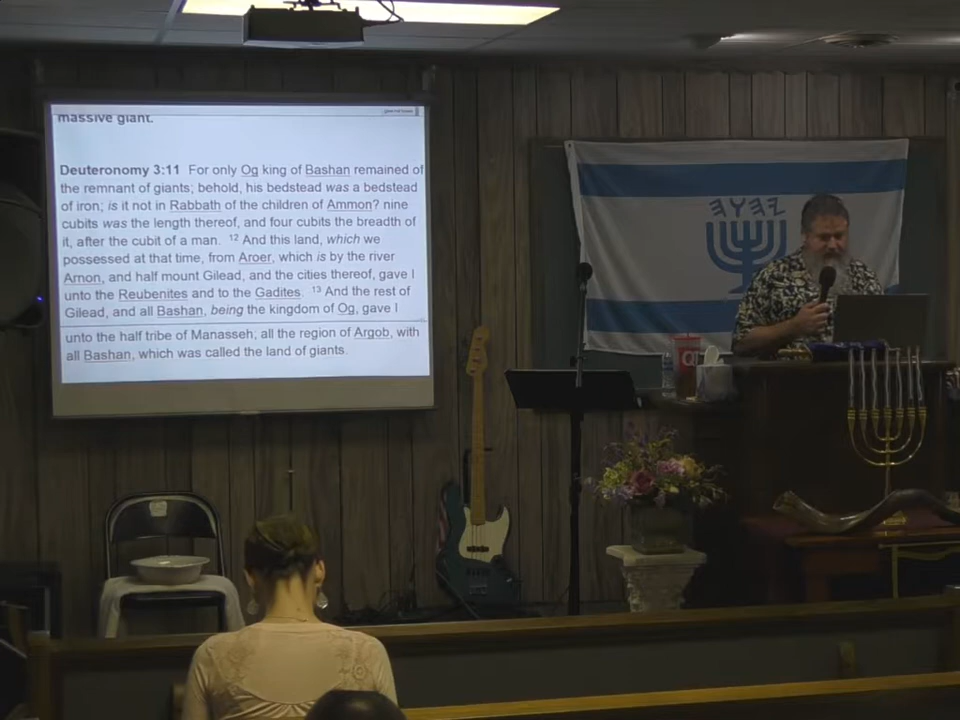 massive giant.
Deuteronomy 3:11 For only Og king of Bashan remained of
the remnant of giants; behold, his bedstead was a bedstead
of iron; is it not in Rabbath of the children of Ammon? nine
cubits was the length thereof, and four cubits the breadth of
it, after the cubit of a man. 12 And this land, which we
possessed at that time, from Aroer, which is by the river
Arnon, and half mount Gilead, and the cities thereof, gave I
unto the Reubenites and to the Gadites. 13 And the rest of
Gilead, and all Bashan, being the kingdom of Og, gave I
unto the half tribe of Manasseh; all the region of Argob, with
all Bashan, which was called the land of giants.